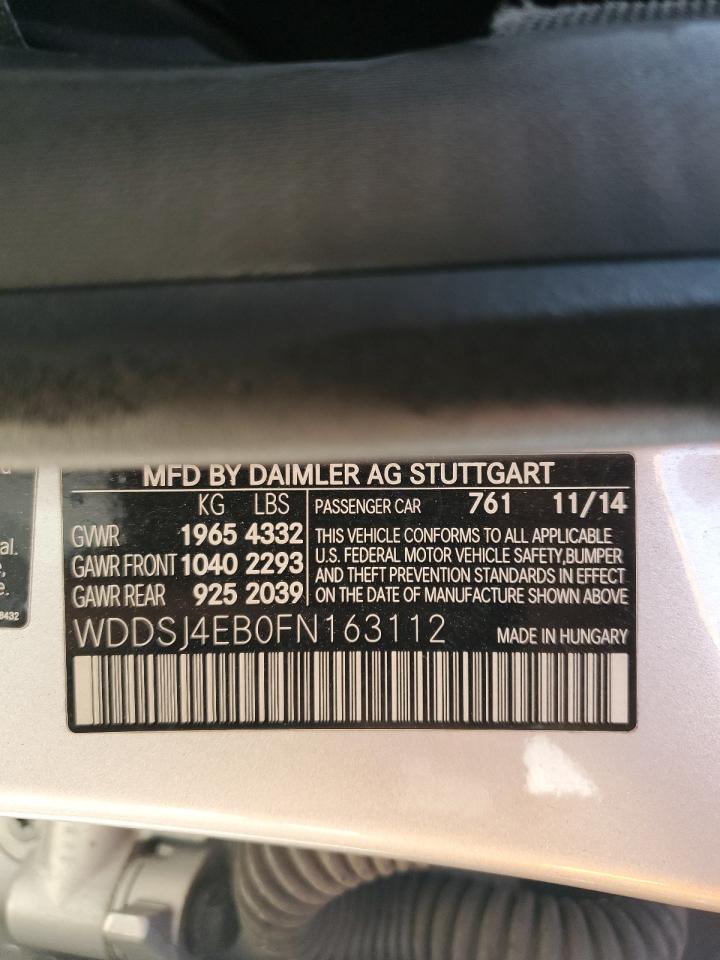 MFD BY DAIMLER AG STUTTGART
KG LBS
GVWR 1965 4332
GAWR FRONT 1040 2293
GAWR REAR 925 2039
PASSENGER CAR 761 11/14
THIS VEHICLE CONFORMS TO ALL APPLICABLE
U.S. FEDERAL MOTOR VEHICLE SAFETY,BUMPER
AND THEFT PREVENTION STANDARDS IN EFFECT
ON THE DATE OF MANUFACTURE SHOWN ABOVE
WDDSJ4EB0FN163112 MADE IN HUNGARY
al.
e.
8432